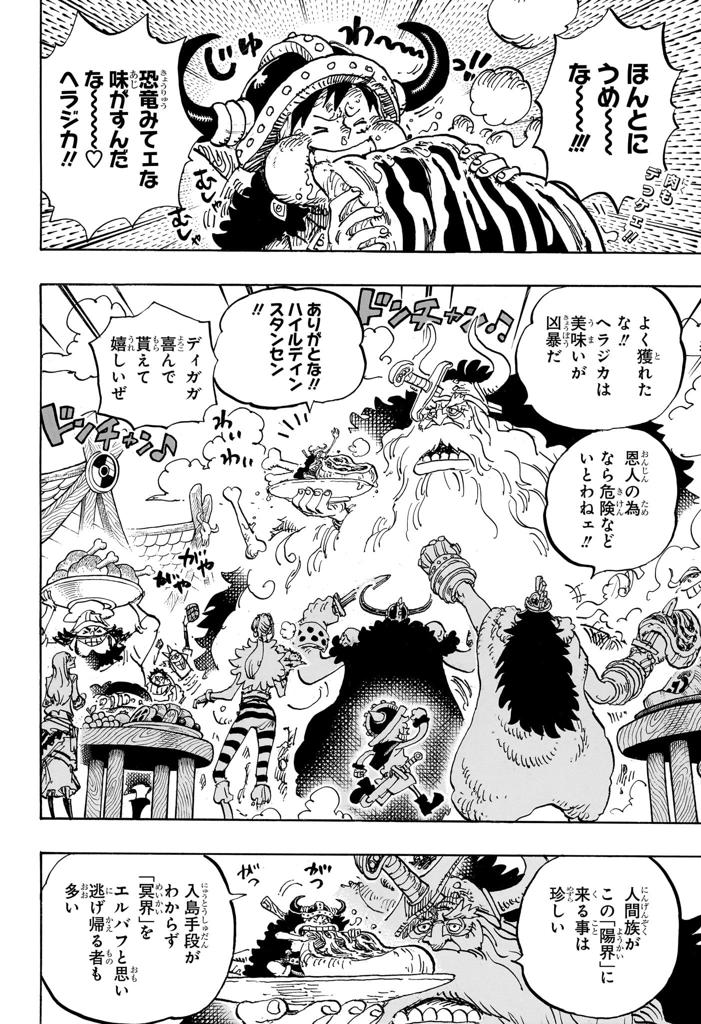 ほんとに
うめ〜〜
な〜〜〜!!!
肉も
デっケェ!!
じゅわ〜〜っ!!
恐竜みてェな
味がすんだ
な〜〜〜〜♡
ヘラジカ!!
むしゃ
むしゃ
よく獲れた
な!!
ヘラジカは
美味いが
凶暴だ
恩人の為
なら危険など
いとわねェ!!
ドンチャン♪
ありがとな!!
ハイルディン
スタンセン
!!
ディガが
喜んで
貰えて
嬉しいぜ
ドンチャン♪
わい
わい
がや
がや
人間族が
この「陽界」に
来る事は
珍しい
がつ
がつ
入島手段が
わからず
「冥界」を
エルバフと思い
逃げ帰る者も
多い